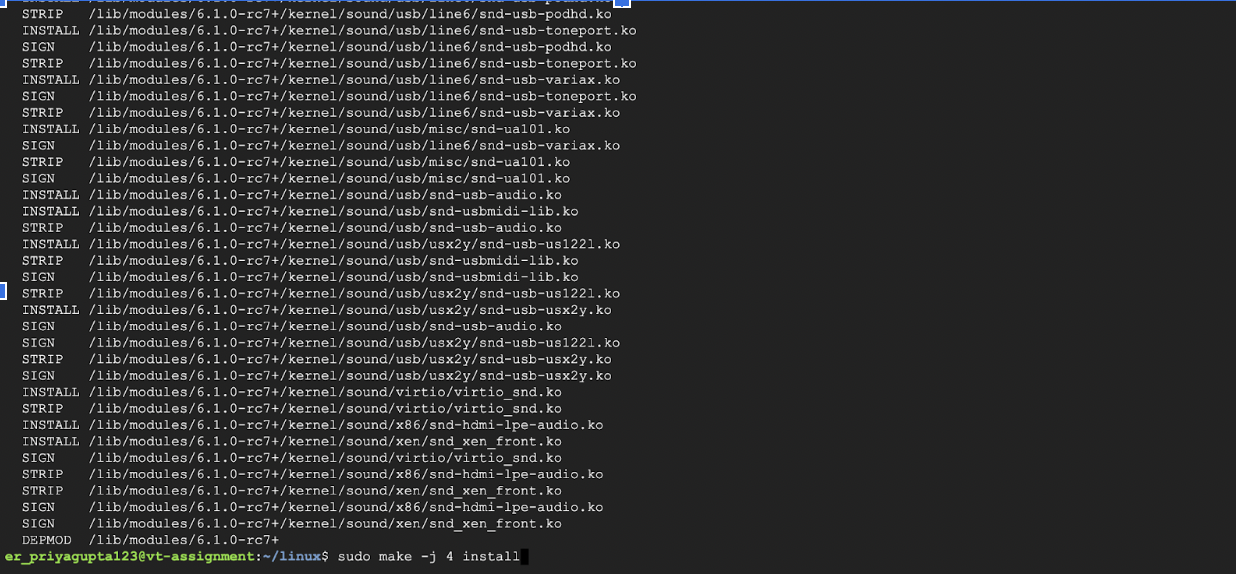 STRIP   /lib/modules/6.1.0-rc7+/kernel/sound/usb/line6/snd-usb-podhd.ko
INSTALL /lib/modules/6.1.0-rc7+/kernel/sound/usb/line6/snd-usb-toneport.ko
SIGN    /lib/modules/6.1.0-rc7+/kernel/sound/usb/line6/snd-usb-podhd.ko
STRIP   /lib/modules/6.1.0-rc7+/kernel/sound/usb/line6/snd-usb-toneport.ko
INSTALL /lib/modules/6.1.0-rc7+/kernel/sound/usb/line6/snd-usb-variax.ko
SIGN    /lib/modules/6.1.0-rc7+/kernel/sound/usb/line6/snd-usb-toneport.ko
STRIP   /lib/modules/6.1.0-rc7+/kernel/sound/usb/line6/snd-usb-variax.ko
INSTALL /lib/modules/6.1.0-rc7+/kernel/sound/usb/misc/snd-ua101.ko
SIGN    /lib/modules/6.1.0-rc7+/kernel/sound/usb/line6/snd-usb-variax.ko
STRIP   /lib/modules/6.1.0-rc7+/kernel/sound/usb/misc/snd-ua101.ko
SIGN    /lib/modules/6.1.0-rc7+/kernel/sound/usb/misc/snd-ua101.ko
INSTALL /lib/modules/6.1.0-rc7+/kernel/sound/usb/snd-usb-audio.ko
INSTALL /lib/modules/6.1.0-rc7+/kernel/sound/usb/snd-usbmidi-lib.ko
STRIP   /lib/modules/6.1.0-rc7+/kernel/sound/usb/snd-usb-audio.ko
INSTALL /lib/modules/6.1.0-rc7+/kernel/sound/usb/usx2y/snd-usb-us122l.ko
STRIP   /lib/modules/6.1.0-rc7+/kernel/sound/usb/snd-usbmidi-lib.ko
SIGN    /lib/modules/6.1.0-rc7+/kernel/sound/usb/snd-usbmidi-lib.ko
STRIP   /lib/modules/6.1.0-rc7+/kernel/sound/usb/usx2y/snd-usb-us122l.ko
INSTALL /lib/modules/6.1.0-rc7+/kernel/sound/usb/usx2y/snd-usb-usx2y.ko
SIGN    /lib/modules/6.1.0-rc7+/kernel/sound/usb/snd-usb-audio.ko
SIGN    /lib/modules/6.1.0-rc7+/kernel/sound/usb/usx2y/snd-usb-us122l.ko
STRIP   /lib/modules/6.1.0-rc7+/kernel/sound/usb/usx2y/snd-usb-usx2y.ko
SIGN    /lib/modules/6.1.0-rc7+/kernel/sound/usb/usx2y/snd-usb-usx2y.ko
INSTALL /lib/modules/6.1.0-rc7+/kernel/sound/virtio/virtio_snd.ko
STRIP   /lib/modules/6.1.0-rc7+/kernel/sound/virtio/virtio_snd.ko
INSTALL /lib/modules/6.1.0-rc7+/kernel/sound/x86/snd-hdmi-lpe-audio.ko
INSTALL /lib/modules/6.1.0-rc7+/kernel/sound/xen/snd_xen_front.ko
SIGN    /lib/modules/6.1.0-rc7+/kernel/sound/virtio/virtio_snd.ko
STRIP   /lib/modules/6.1.0-rc7+/kernel/sound/x86/snd-hdmi-lpe-audio.ko
STRIP   /lib/modules/6.1.0-rc7+/kernel/sound/xen/snd_xen_front.ko
SIGN    /lib/modules/6.1.0-rc7+/kernel/sound/x86/snd-hdmi-lpe-audio.ko
SIGN    /lib/modules/6.1.0-rc7+/kernel/sound/xen/snd_xen_front.ko
DEPMOD  /lib/modules/6.1.0-rc7+
er_priyagupta123@vt-assignment:~/linux$ sudo make -j 4 install